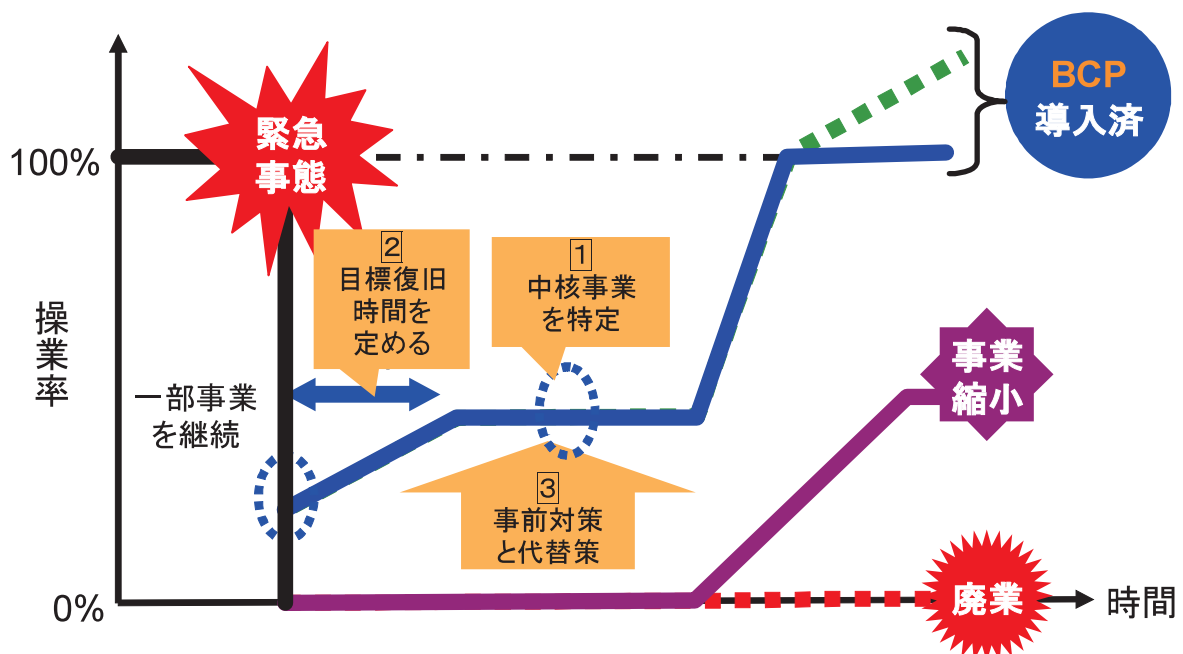 BCP
導入済
緊急
事態
100%
2
目標復旧
時間を
定める
1
中核事業
を特定
操業率
一部事業
を継続
事業
縮小
3
事前対策
と代替策
廃業
0%
時間